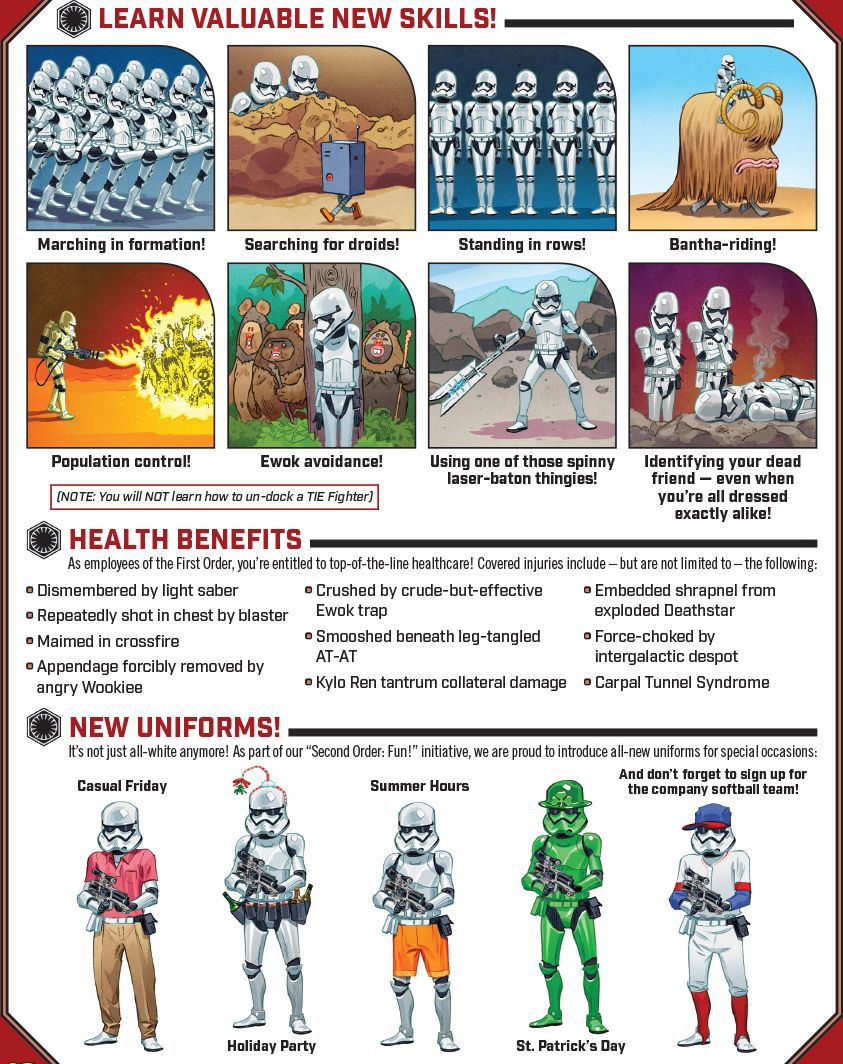 LEARN VALUABLE NEW SKILLS!
Marching in formation!
Searching for droids!
Standing in rows!
Bantha-riding!
Population control!
Ewok avoidance!
Using one of those spinny
laser-baton thingies!
Identifying your dead
friend — even when
you're all dressed
exactly alike!
(NOTE: You will NOT learn how to un-dock a TIE Fighter)
HEALTH BENEFITS
As employees of the First Order, you're entitled to top-of-the-line healthcare! Covered injuries include – but are not limited to – the following:
Dismembered by light saber
Repeatedly shot in chest by blaster
Maimed in crossfire
Appendage forcibly removed by
angry Wookiee
Crushed by crude-but-effective
Ewok trap
Smooshed beneath leg-tangled
AT-AT
Kylo Ren tantrum collateral damage
Embedded shrapnel from
exploded Deathstar
Force-choked by
intergalactic despot
Carpal Tunnel Syndrome
NEW UNIFORMS!
It's not just all-white anymore! As part of our "Second Order: Fun!" initiative, we are proud to introduce all-new uniforms for special occasions:
Casual Friday
Holiday Party
Summer Hours
St. Patrick's Day
And don't forget to sign up for
the company softball team!